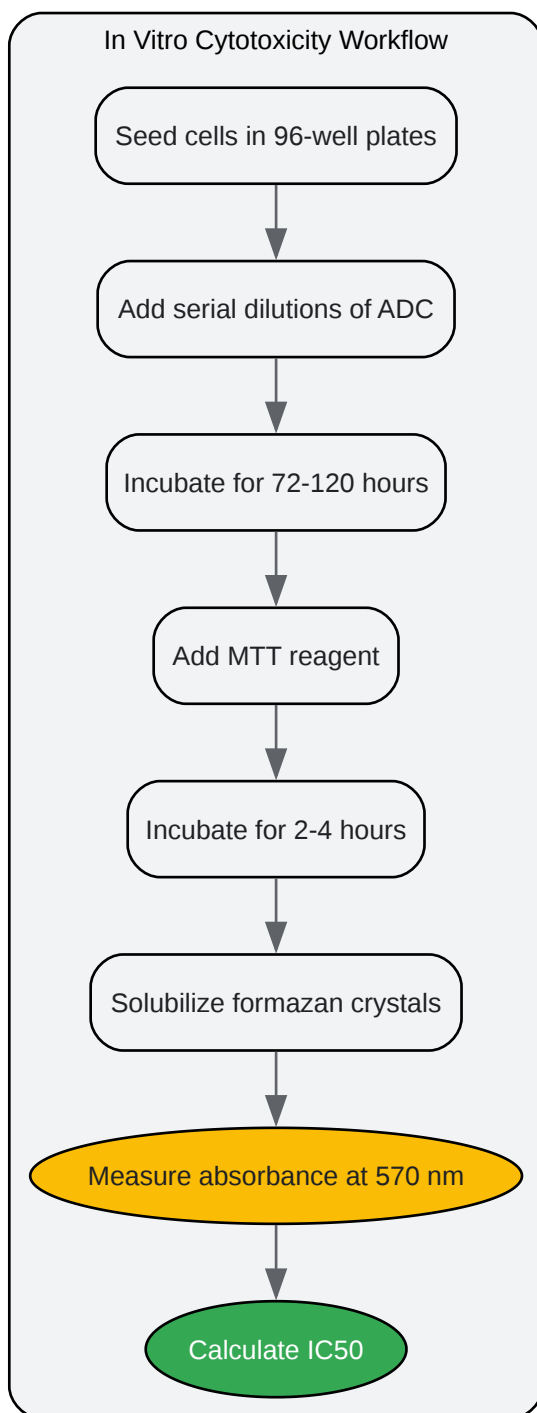 In Vitro Cytotoxicity Workflow
Seed cells in 96-well plates
Add serial dilutions of ADC
Incubate for 72-120 hours
Add MTT reagent
Incubate for 2-4 hours
Solubilize formazan crystals
Measure absorbance at 570 nm
Calculate IC50